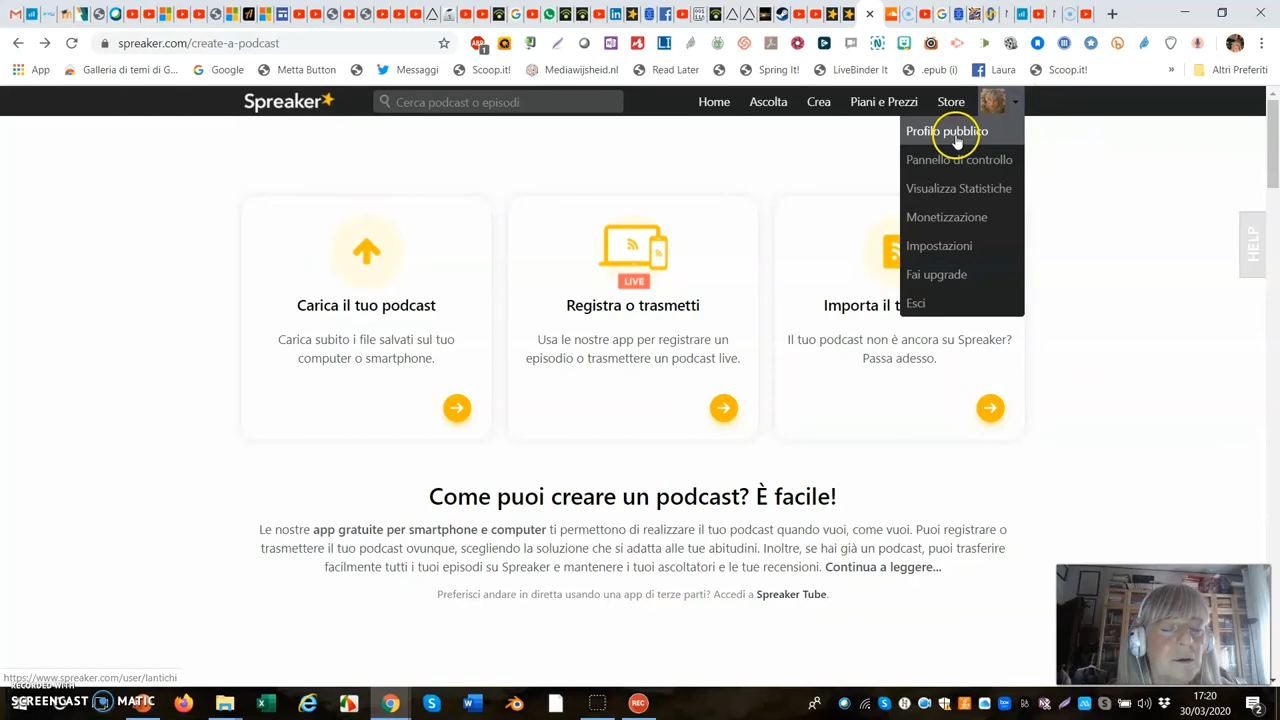 spreaker.com/create-a-podcast
App
Galleria di temi di G...
Google
Metta Button
Messaggi
Scoop.it!
Mediawijsheid.nl
Read Later
Spring It!
LiveBinder It
.epub (i)
Laura
Scoop.it!
»
Altri Preferiti
Spreaker
Cerca podcast o episodi
Home
Ascolta
Crea
Piani e Prezzi
Store
Profilo pubblico
Pannello di controllo
Visualizza Statistiche
Monetizzazione
Impostazioni
Fai upgrade
Esci
HELP
Carica il tuo podcast
Carica subito i file salvati sul tuo
computer o smartphone.
LIVE
Registra o trasmetti
Usa le nostre app per registrare un
episodio o trasmettere un podcast live.
Importa il t
Il tuo podcast non è ancora su Spreaker?
Passa adesso.
Come puoi creare un podcast? È facile!
Le nostre app gratuite per smartphone e computer ti permettono di realizzare il tuo podcast quando vuoi, come vuoi. Puoi registrare o
trasmettere il tuo podcast ovunque, scegliendo la soluzione che si adatta alle tue abitudini. Inoltre, se hai già un podcast, puoi trasferire
facilmente tutti i tuoi episodi su Spreaker e mantenere i tuoi ascoltatori e le tue recensioni. Continua a leggere...
Preferisci andare in diretta usando una app di terze parti? Accedi a Spreaker Tube.
https://www.spreaker.com/user/lantichi
RECORDED WITH
SCREENCAST MATIC
REC
17:20
30/03/2020
2